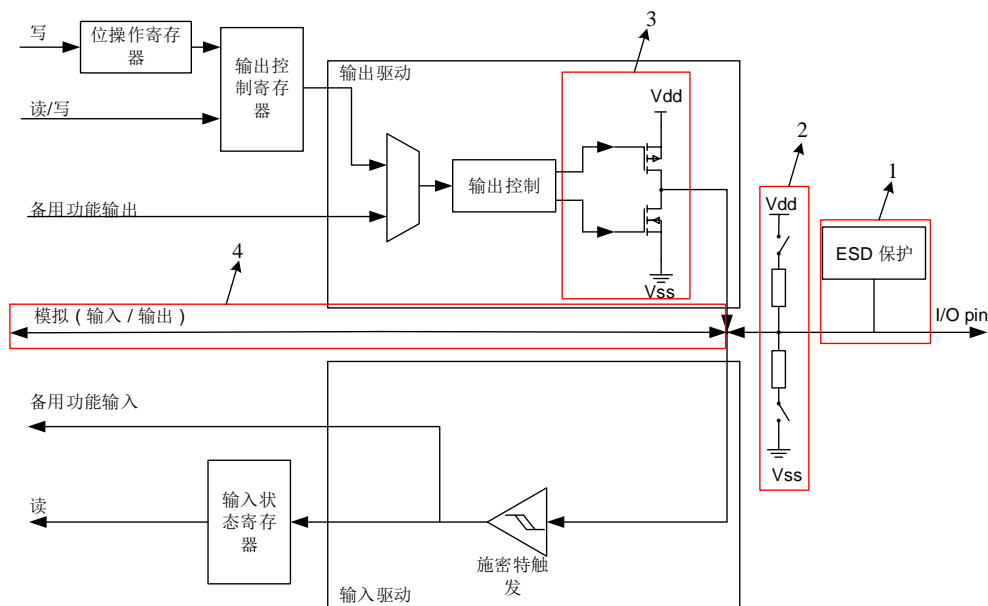 写
位操作寄存
器
输出控
制寄存
器
读/写
备用功能输出
输出驱动
输出控制
3
Vdd
Vss
2
Vdd
1
ESD 保护
I/O pin
4
模拟 ( 输入 / 输出 )
Vss
备用功能输入
读
输入状
态寄存
器
施密特触
发
输入驱动